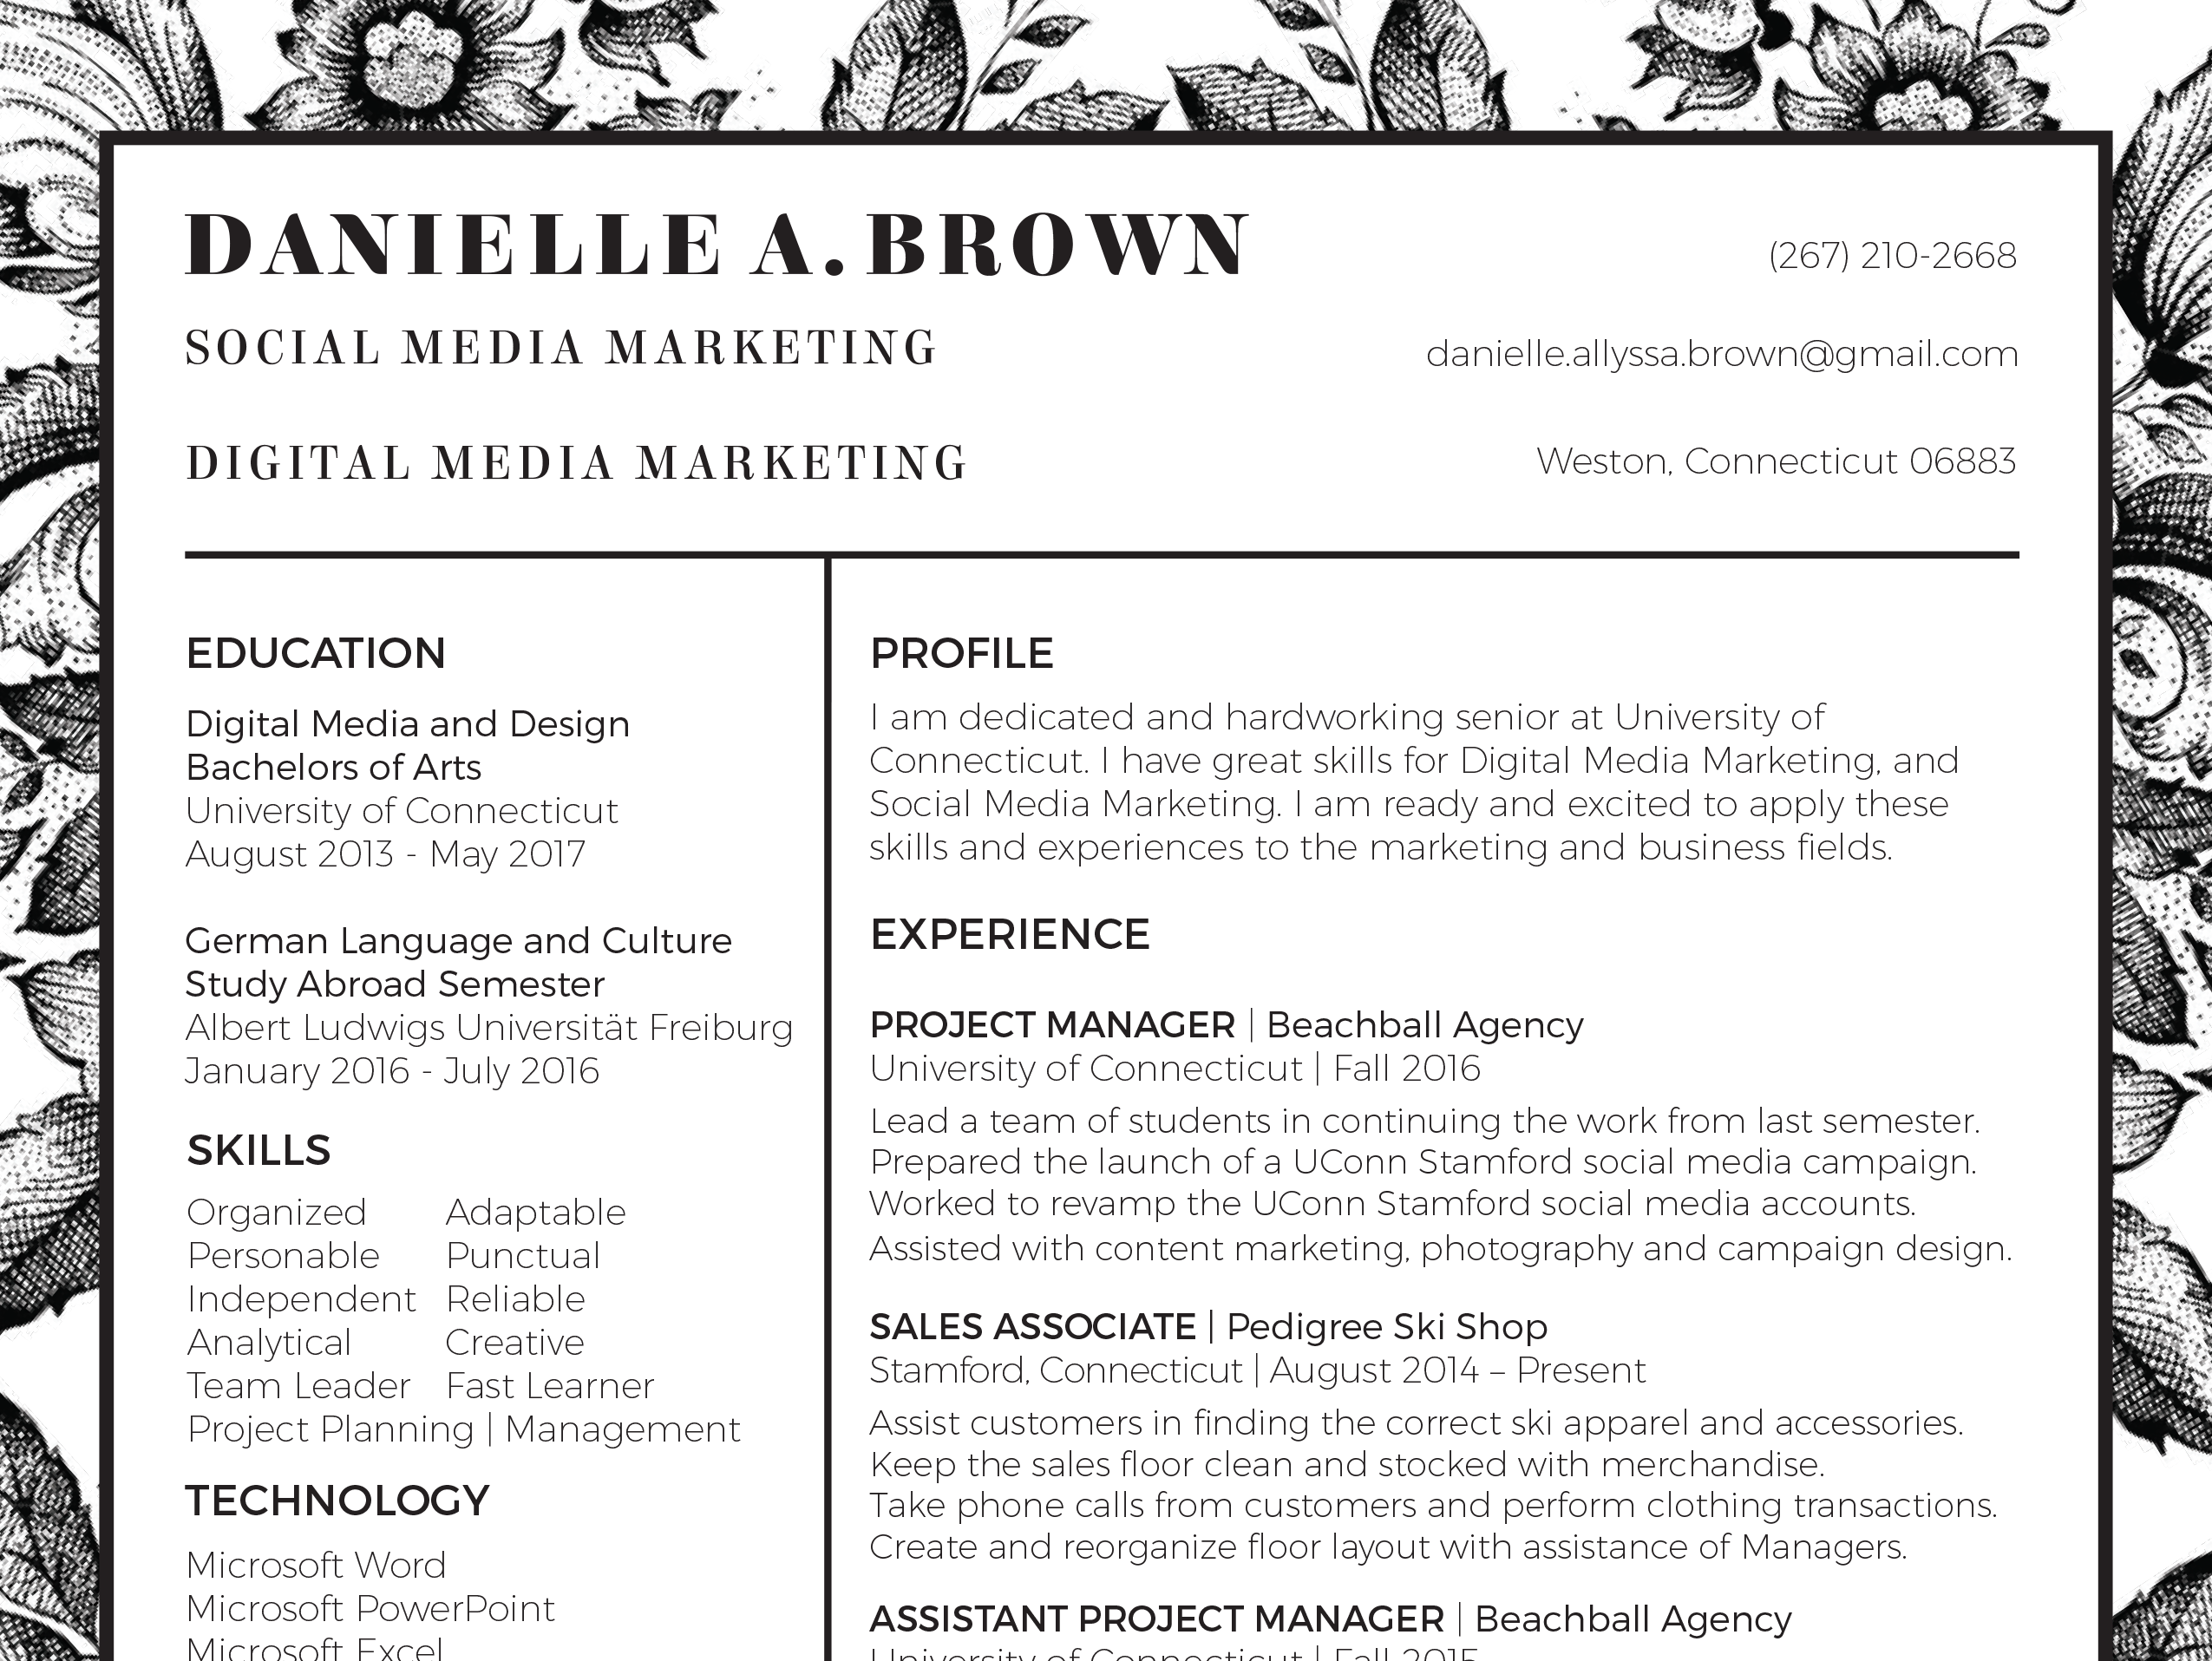 DANIELLE A. BROWN
SOCIAL MEDIA MARKETING
DIGITAL MEDIA MARKETING
(267) 210-2668
danielle.allyssa.brown@gmail.com
Weston, Connecticut 06883
EDUCATION
Digital Media and Design
Bachelors of Arts
University of Connecticut
August 2013 - May 2017
German Language and Culture
Study Abroad Semester
Albert Ludwigs Universität Freiburg
January 2016 - July 2016
SKILLS
Organized Adaptable
Personable Punctual
Independent Reliable
Analytical Creative
Team Leader Fast Learner
Project Planning | Management
TECHNOLOGY
Microsoft Word
Microsoft PowerPoint
Microsoft Excel
PROFILE
I am dedicated and hardworking senior at University of
Connecticut. I have great skills for Digital Media Marketing, and
Social Media Marketing. I am ready and excited to apply these
skills and experiences to the marketing and business fields.
EXPERIENCE
PROJECT MANAGER | Beachball Agency
University of Connecticut | Fall 2016
Lead a team of students in continuing the work from last semester.
Prepared the launch of a UConn Stamford social media campaign.
Worked to revamp the UConn Stamford social media accounts.
Assisted with content marketing, photography and campaign design.
SALES ASSOCIATE | Pedigree Ski Shop
Stamford, Connecticut | August 2014 – Present
Assist customers in finding the correct ski apparel and accessories.
Keep the sales floor clean and stocked with merchandise.
Take phone calls from customers and perform clothing transactions.
Create and reorganize floor layout with assistance of Managers.
ASSISTANT PROJECT MANAGER | Beachball Agency
University of Connecticut | Fall 2015